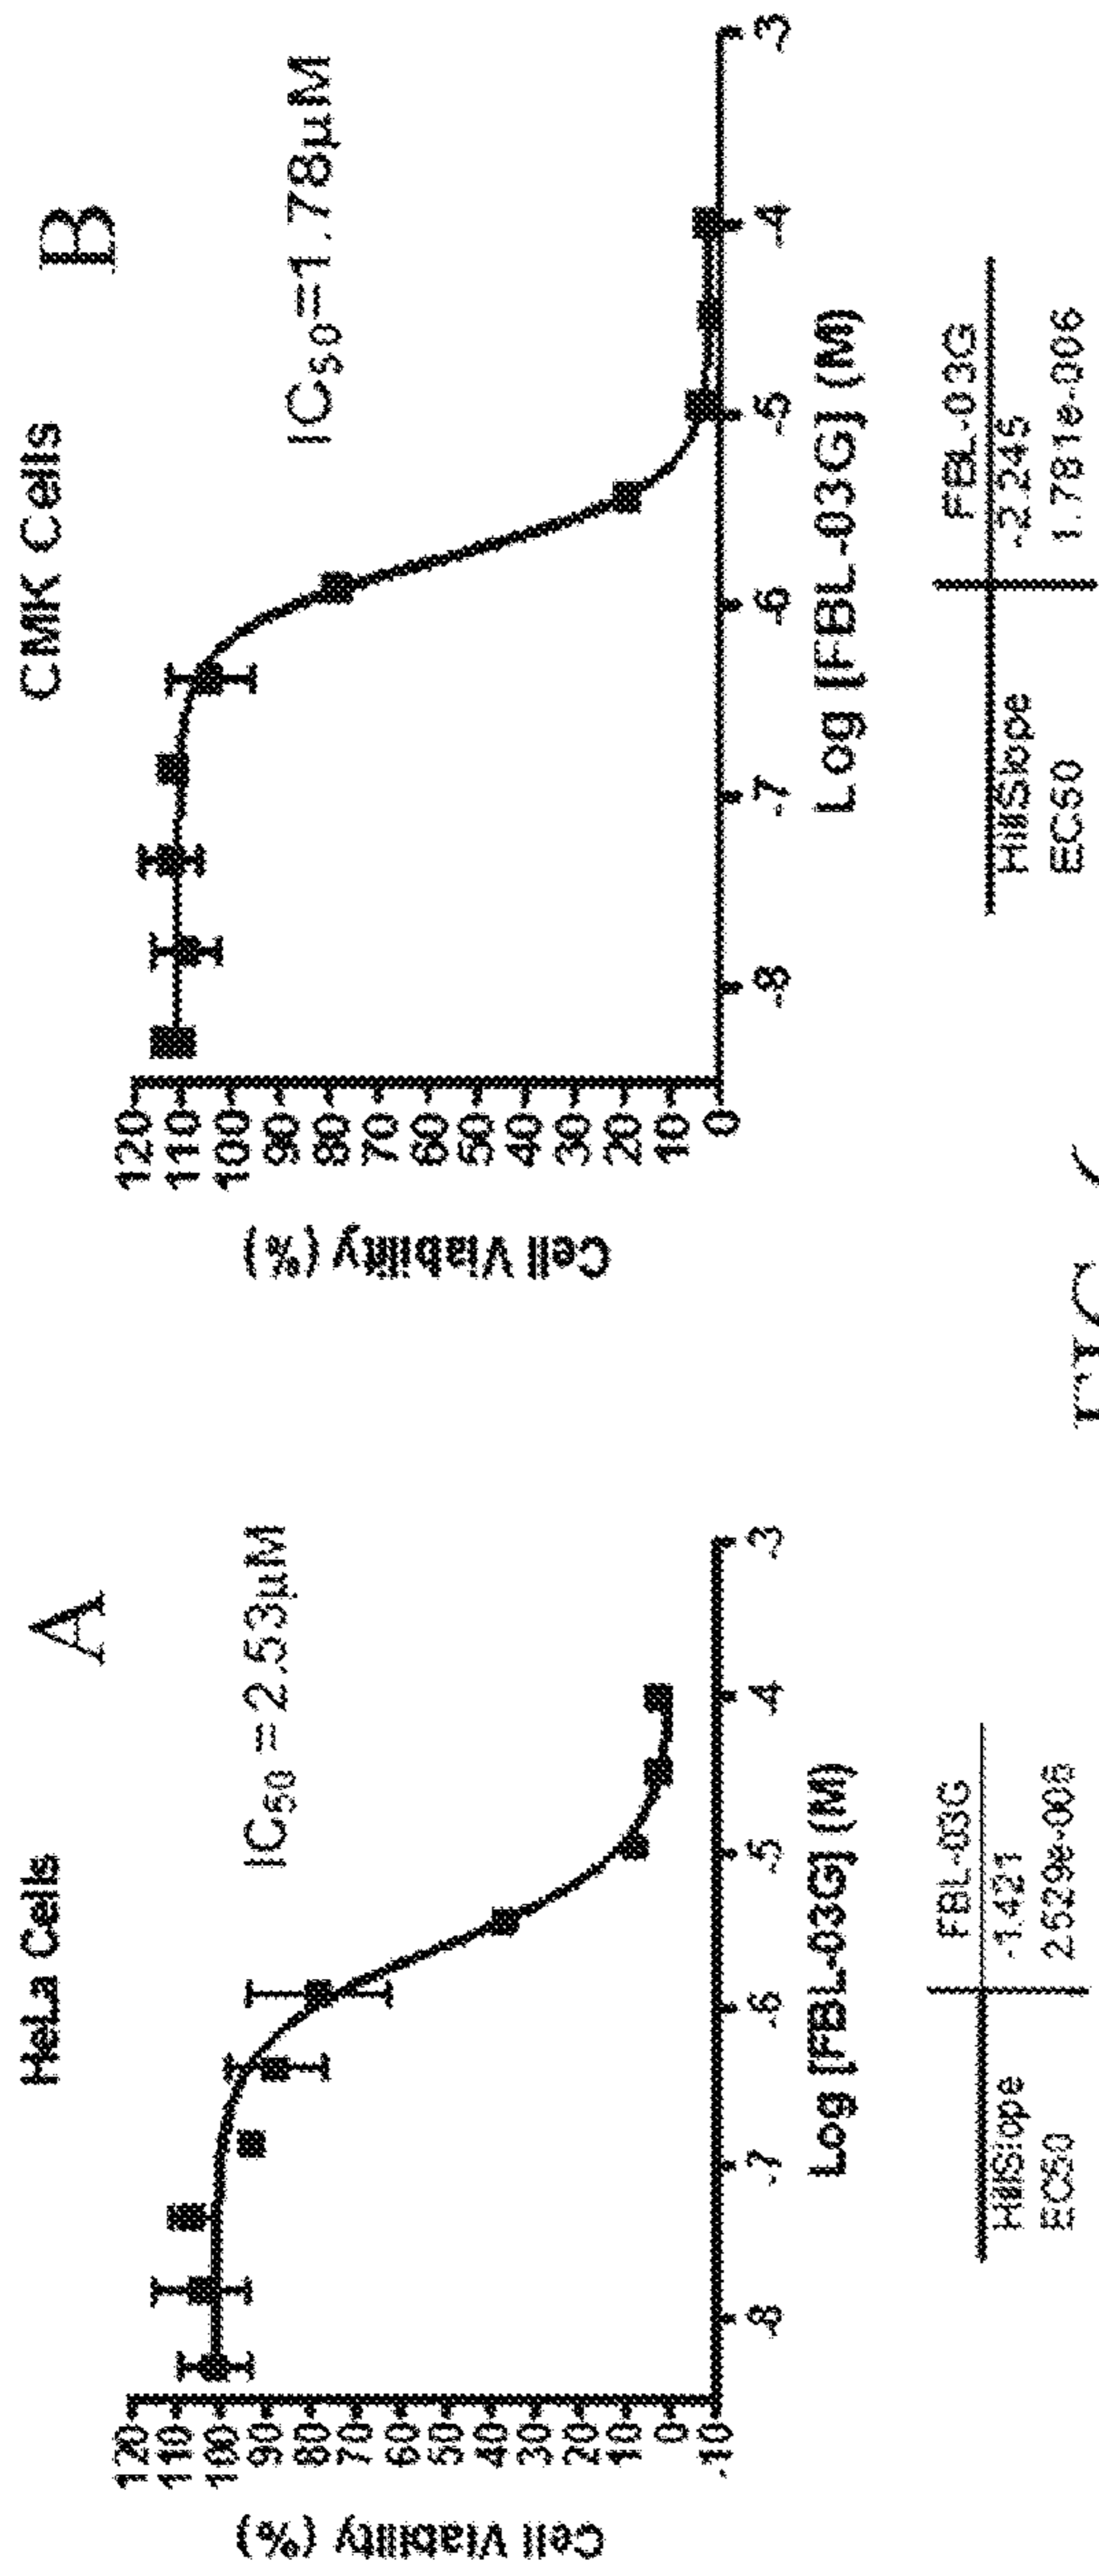 A
HeLa Cells
IC50 =2.53µM
120
110
100
90
80
70
60
50
40
30
20
10
0
-10
Cell Viability (%)
-8
-7
-6
-5
-4
-3
Log [FBL-03G] (M)
FBL-03G
HillSlope -1.421
EC50 2.529e-006
B
CMK Cells
IC50=1.78µM
120
110
100
90
80
70
60
50
40
30
20
10
0
Cell Viability (%)
-8
-7
-6
-5
-4
-3
Log [FBL-03G] (M)
FBL-03G
HillSlope -2.245
EC50 1.781e-006